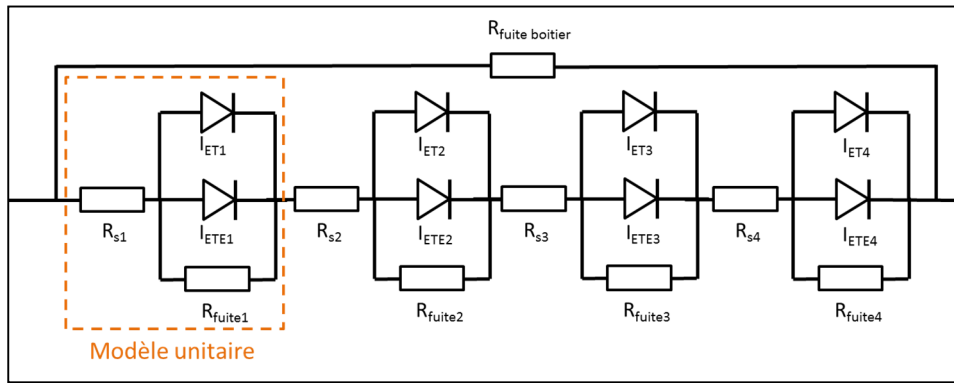 Rfuite boitier
IET1
IET2
IET3
IET4
Rs1
IETE1
Rs2
IETE2
Rs3
IETE3
Rs4
IETE4
Rfuite1
Rfuite2
Rfuite3
Rfuite4
Modèle unitaire